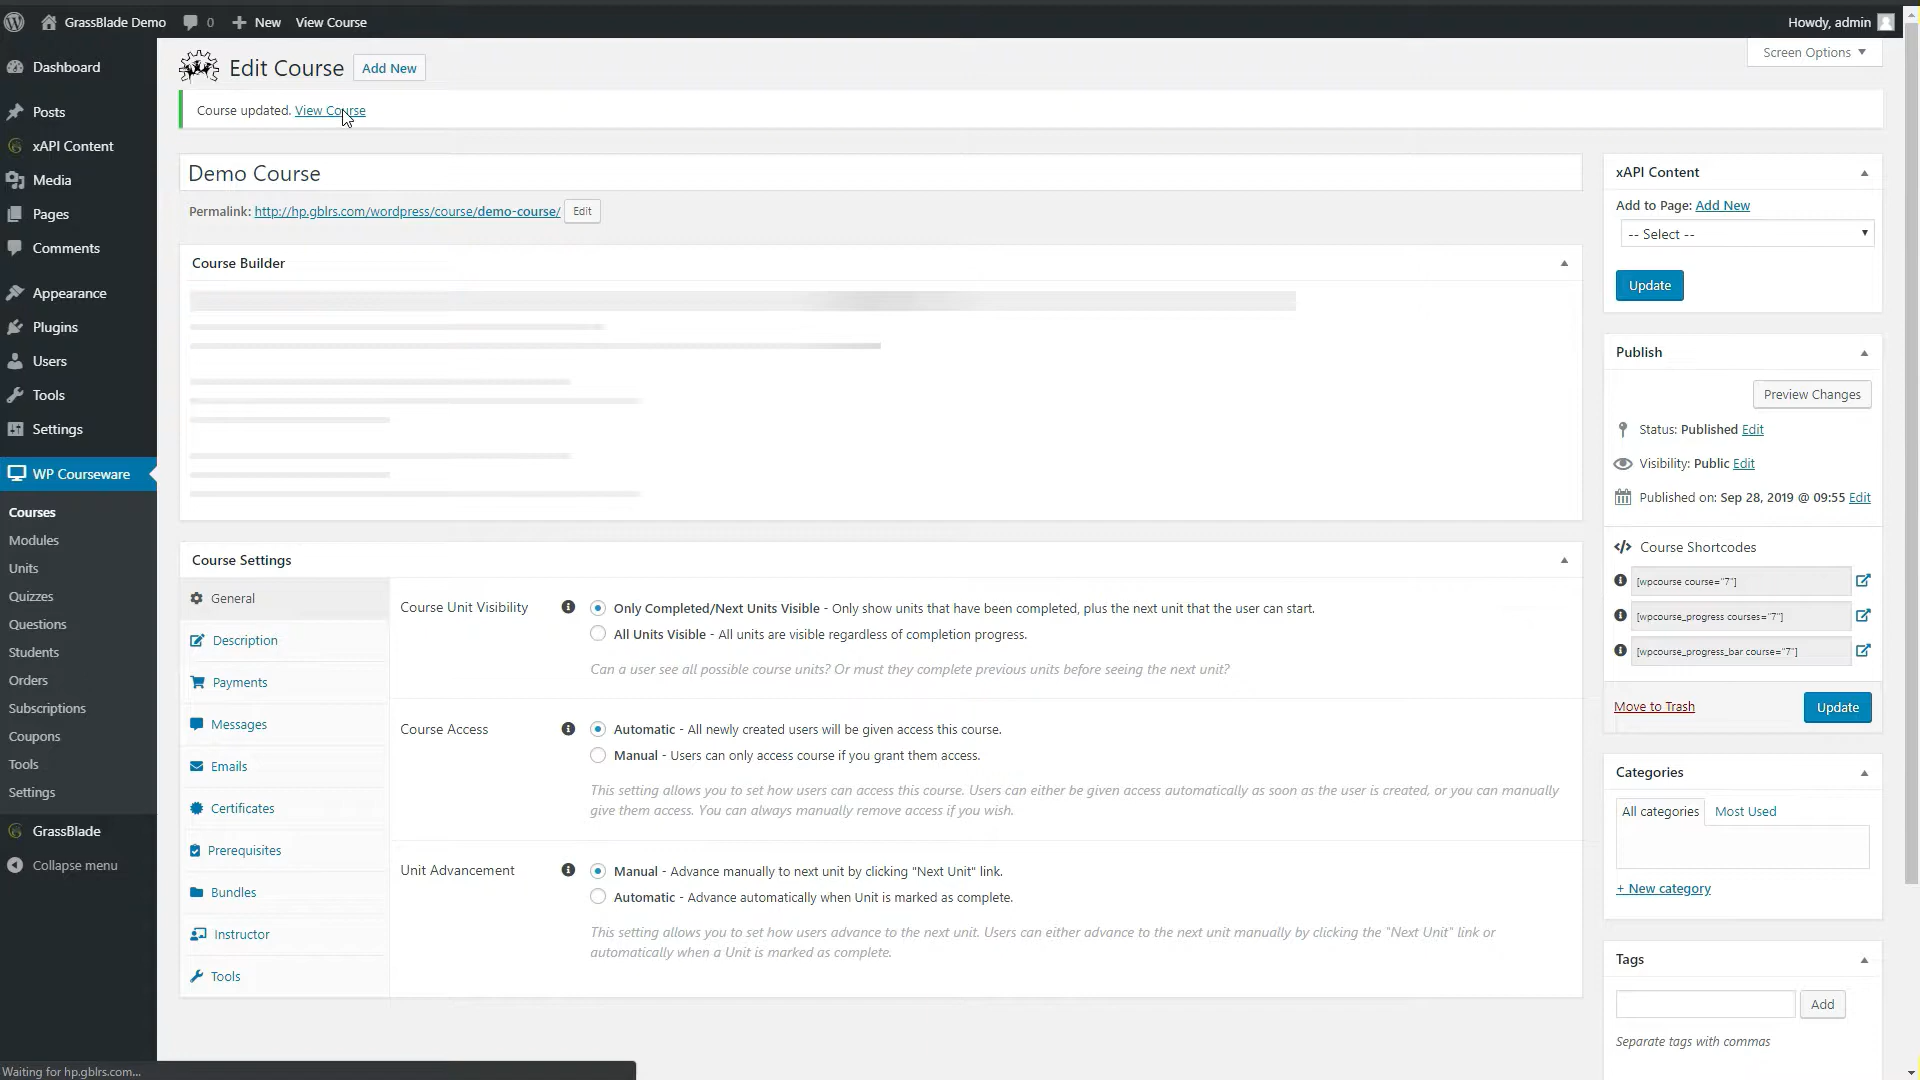 GrassBlade Demo
0
New
View Course
Howdy, admin
Dashboard
Posts
xAPI Content
Media
Pages
Comments
Appearance
Plugins
Users
Tools
Settings
WP Courseware
Courses
Modules
Units
Quizzes
Questions
Students
Orders
Subscriptions
Coupons
Tools
Settings
GrassBlade
Collapse menu
Edit Course
Add New
Screen Options
Course updated. View Course
Demo Course
Permalink: http://hp.gblrs.com/wordpress/course/demo-course/
Edit
Course Builder
Course Settings
General
Description
Payments
Messages
Emails
Certificates
Prerequisites
Bundles
Instructor
Tools
Course Unit Visibility
Only Completed/Next Units Visible - Only show units that have been completed, plus the next unit that the user can start.
All Units Visible - All units are visible regardless of completion progress.
Can a user see all possible course units? Or must they complete previous units before seeing the next unit?
Course Access
Automatic - All newly created users will be given access this course.
Manual - Users can only access course if you grant them access.
This setting allows you to set how users can access this course. Users can either be given access automatically as soon as the user is created, or you can manually
give them access. You can always manually remove access if you wish.
Unit Advancement
Manual - Advance manually to next unit by clicking "Next Unit" link.
Automatic - Advance automatically when Unit is marked as complete.
This setting allows you to set how users advance to the next unit. Users can either advance to the next unit manually by clicking the "Next Unit" link or
automatically when a Unit is marked as complete.
xAPI Content
Add to Page: Add New
-- Select --
Update
Publish
Preview Changes
Status: Published Edit
Visibility: Public Edit
Published on: Sep 28, 2019 @ 09:55 Edit
Course Shortcodes
[wpcourse course="7"]
[wpcourse_progress courses="7"]
[wpcourse_progress_bar course="7"]
Move to Trash
Update
Categories
All categories
Most Used
+ New category
Tags
Add
Separate tags with commas
Waiting for hp.gblrs.com...